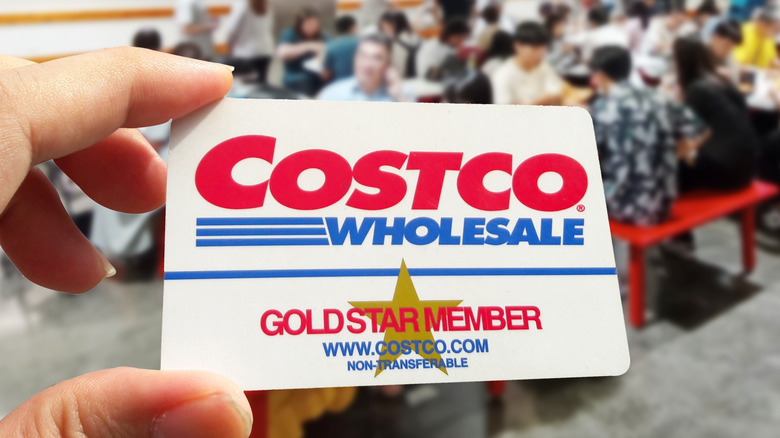 COSTCO®
WHOLESALE
GOLD STAR MEMBER
WWW.COSTCO.COM
NON-TRANSFERABLE